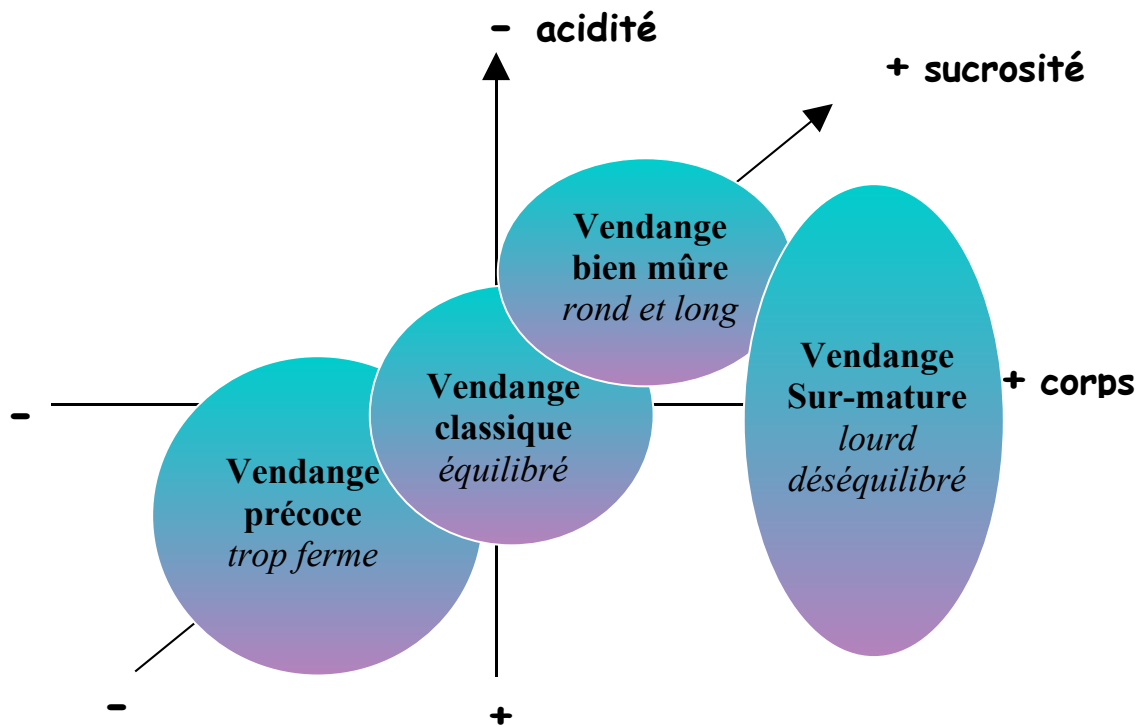 - acidité
+ sucrosité
Vendange
bien mûre
rond et long
Vendange
Sur-mature
lourd
déséquilibré
+ corps
-
Vendange
classique
équilibré
Vendange
précoce
trop ferme
-
+